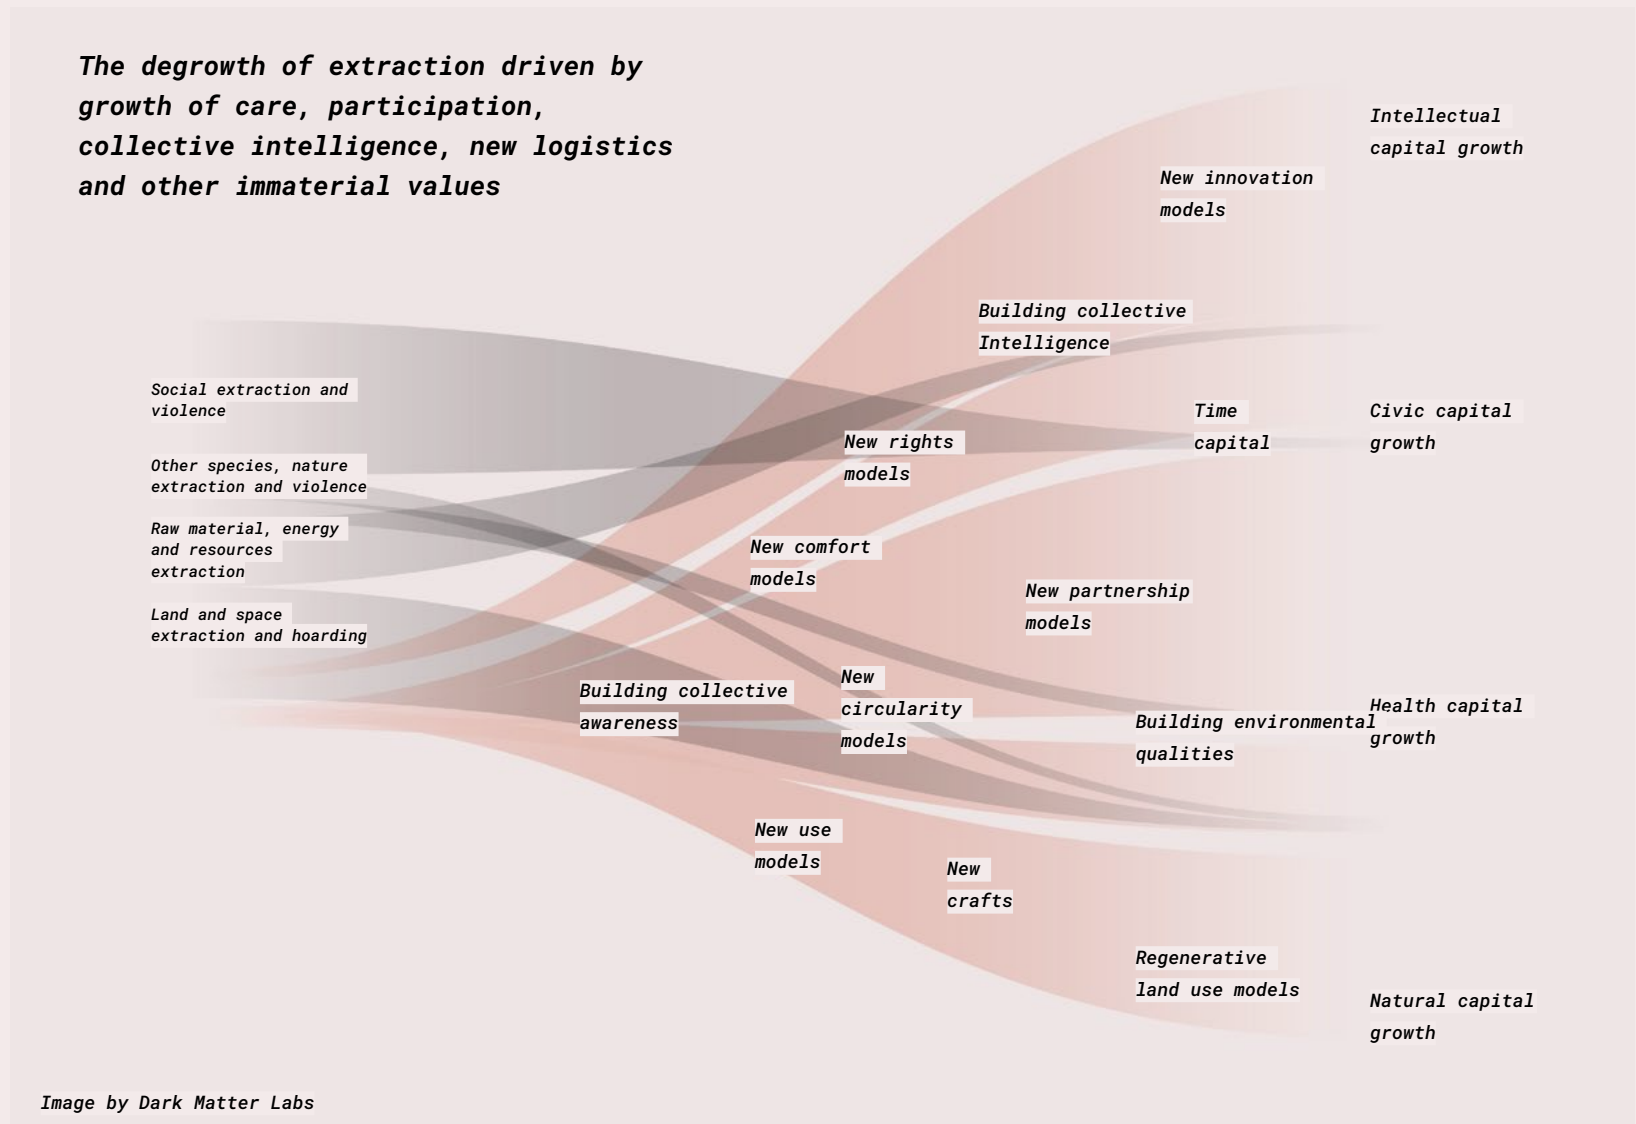 The degrowth of extraction driven by
growth of care, participation,
collective intelligence, new logistics
and other immaterial values
Intellectual
capital growth
New innovation
models
Building collective
Intelligence
Social extraction and
violence
Time
capital
Civic capital
growth
New rights
models
Other species, nature
extraction and violence
Raw material, energy
and resources
extraction
New comfort
models
Land and space
extraction and hoarding
New partnership
models
Building collective
awareness
New
circularity
models
Building environmental
qualities
Health capital
growth
New use
models
New
crafts
Regenerative
land use models
Natural capital
growth
Image by Dark Matter Labs